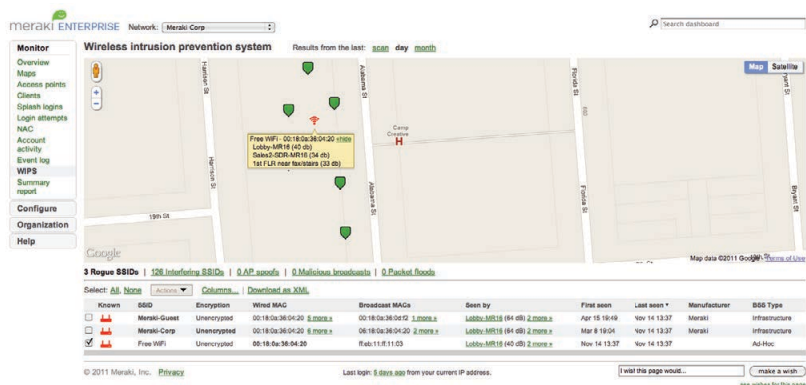 meraki ENTERPRISE Network: Meraki Corp
Search dashboard
Monitor
Overview
Maps
Access points
Clients
Splash logins
Login attempts
NAC
Account
activity
Event log
WIPS
Summary
report
Configure
Organization
Help
Wireless intrusion prevention system Results from the last: scan day month
Map Satellite
Harrison St
Alabama St
Florida St
Camp
Creative
H
Free WiFi - 00:18:0a:36:04:20 »hide
Lobby-MR16 (40 db)
Sales2-SDR-MR16 (34 db)
1st FLR near fax/stairs (33 db)
Harrison St
Alabama St
Florida St
Bryant St
19th St
Google
Map data ©2011 Google - Terms of Use
3 Rogue SSIDs | 126 Interfering SSIDs | 0 AP spoofs | 0 Malicious broadcasts | 0 Packet floods
Select: All, None Actions Columns... | Download as XML
Known SSID Encryption Wired MAC Broadcast MACs Seen by First seen Last seen Manufacturer BSS Type
Meraki-Guest Unencrypted 00:18:0a:36:04:20 5 more » 00:18:0a:36:0d:f2 1 more » Lobby-MR16 (64 dB) 2 more » Apr 15 19:49 Nov 14 13:37 Meraki Infrastructure
Meraki-Corp Unencrypted 00:18:0a:36:04:20 6 more » 06:18:0a:36:04:20 2 more » Lobby-MR16 (64 dB) 2 more » Mar 8 19:04 Nov 14 13:37 Meraki Infrastructure
Free WiFi Unencrypted 00:18:0a:36:04:20 ff:eb:11:ff:11:03 Lobby-MR16 (40 dB) 2 more » Nov 14 13:37 Nov 14 13:37 Ad-Hoc
© 2011 Meraki, Inc. Privacy
Last login: 5 days ago from your current IP address.
I wish this page would...
make a wish